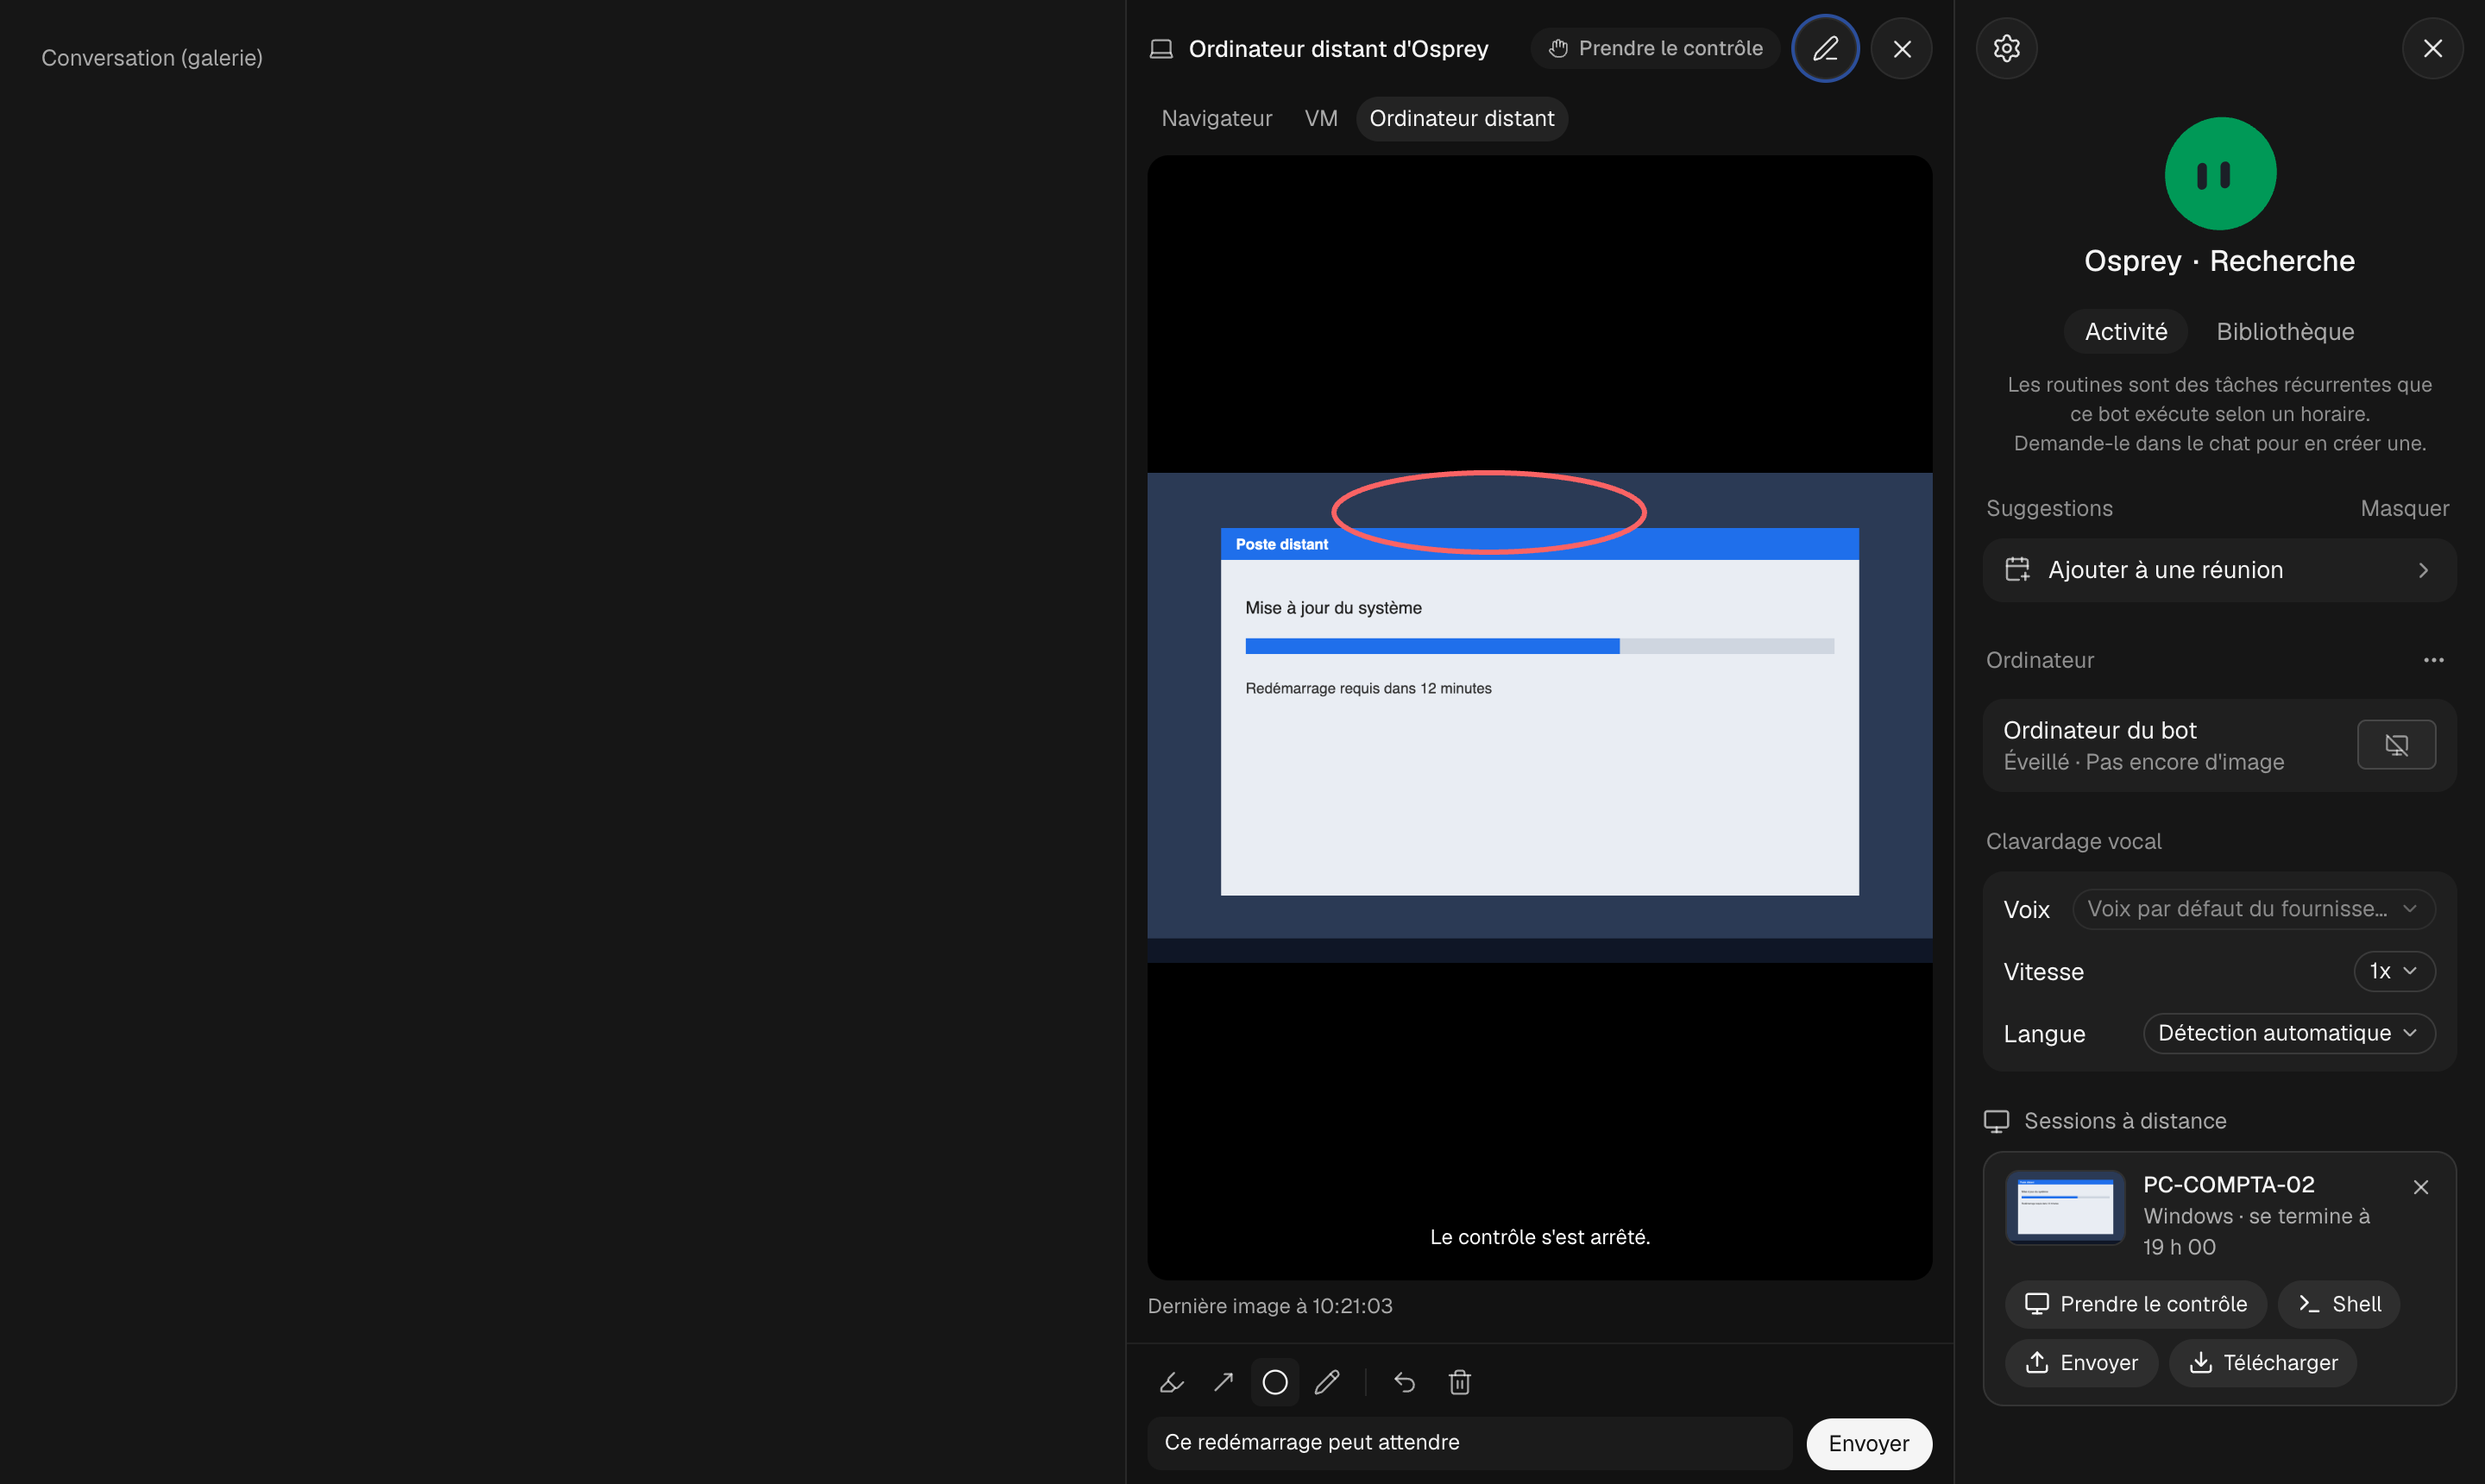 Conversation (galerie)
Ordinateur distant d'Osprey
Prendre le contrôle
Navigateur
VM
Ordinateur distant
Poste distant
Mise à jour du système
Redémarrage requis dans 12 minutes
Le contrôle s'est arrêté.
Dernière image à 10:21:03
Ce redémarrage peut attendre
Envoyer
Osprey · Recherche
Activité
Bibliothèque
Les routines sont des tâches récurrentes que
ce bot exécute selon un horaire.
Demande-le dans le chat pour en créer une.
Suggestions
Masquer
Ajouter à une réunion
Ordinateur
Ordinateur du bot
Éveillé · Pas encore d'image
Clavardage vocal
Voix
Voix par défaut du fournisse...
Vitesse
1x
Langue
Détection automatique
Sessions à distance
PC-COMPTA-02
Windows · se termine à
19 h 00
Prendre le contrôle
Shell
Envoyer
Télécharger